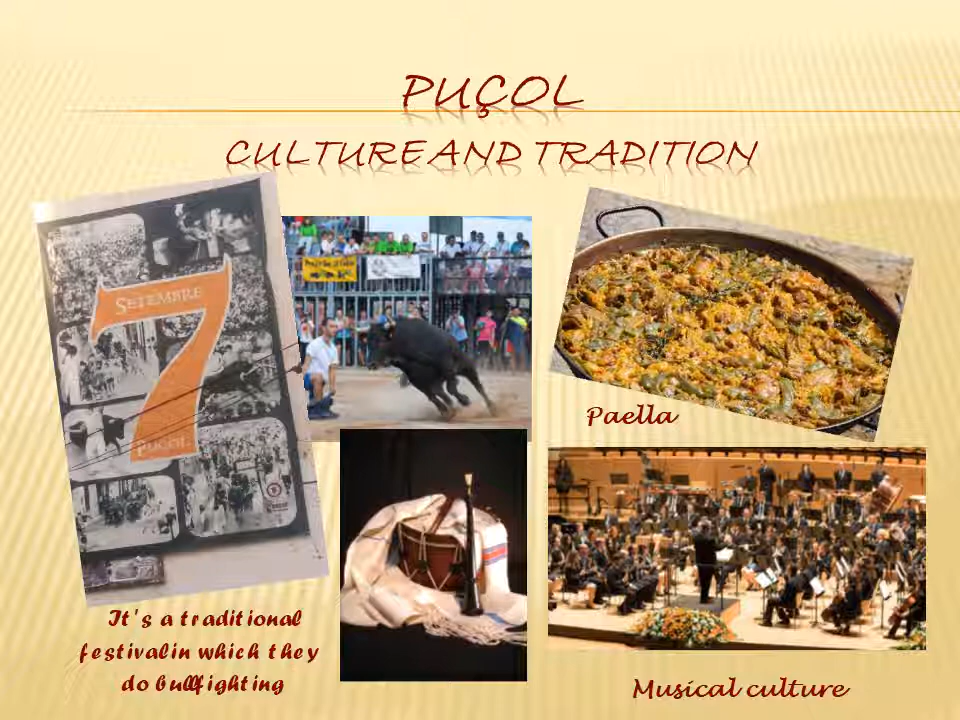 PUÇOL
CULTURE AND TRADITION
SETEMBRE
7
PUÇOL
Paella
It's a traditional
festival in which they
do bullfighting
Musical culture